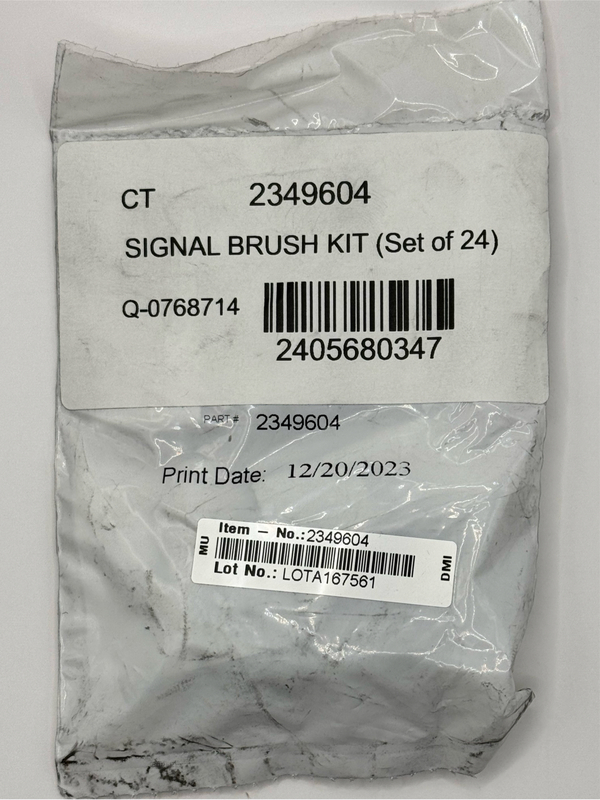 CT 2349604
SIGNAL BRUSH KIT (Set of 24)
Q-0768714
2405680347
PART# 2349604
Print Date: 12/20/2023
MU
Item - No.:2349604
Lot No.: LOTA167561
DMI